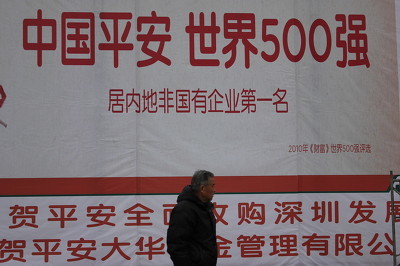 中国平安 世界500强
居内地非国有企业第一名
2010年《财富》世界500强评选
贺平安全 收购深圳发展
贺平安大华 金管理有限公